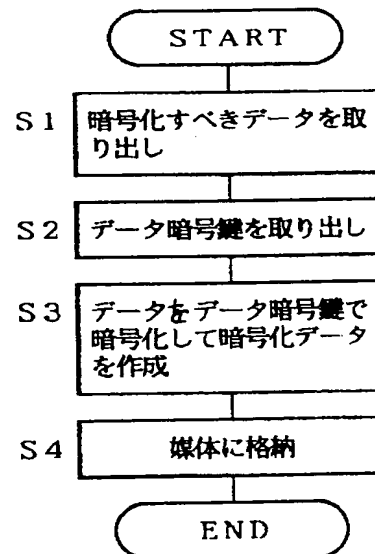 START
S1
暗号化すべきデータを取
り出し
S2
データ暗号鍵を取り出し
S3
データをデータ暗号鍵で
暗号化して暗号化データ
を作成
S4
媒体に格納
END